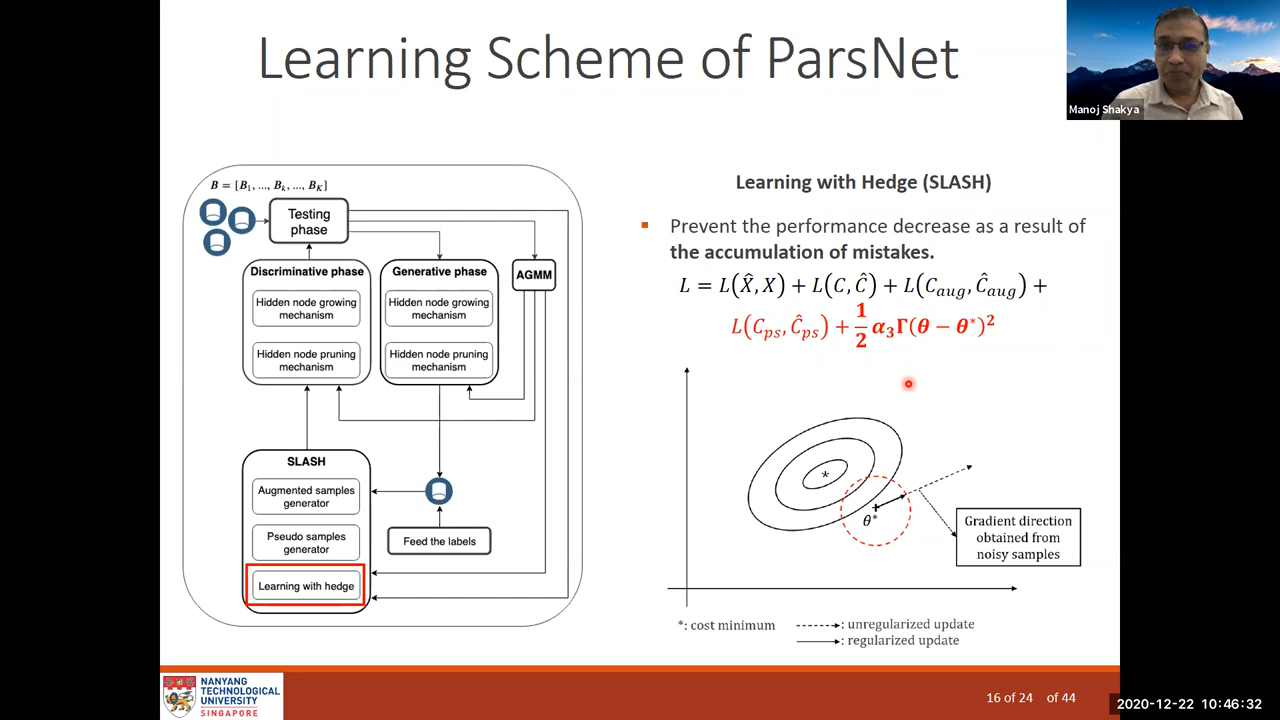 Learning Scheme of ParsNet
Manoj Shakya
B = [B₁, ..., Bₖ, ..., B_K]
Testing
phase
Discriminative phase
Hidden node growing
mechanism
Hidden node pruning
mechanism
Generative phase
Hidden node growing
mechanism
Hidden node pruning
mechanism
AGMM
SLASH
Augmented samples
generator
Pseudo samples
generator
Learning with hedge
Feed the labels
Learning with Hedge (SLASH)
▪ Prevent the performance decrease as a result of
the accumulation of mistakes.
L = L(X̂, X) + L(C, Ĉ) + L(C_aug, Ĉ_aug) +
L(C_ps, Ĉ_ps) + 1/2 α₃Γ(θ − θ*)²
*
θ*
Gradient direction
obtained from
noisy samples
*: cost minimum
: unregularized update
: regularized update
NANYANG
TECHNOLOGICAL
UNIVERSITY
SINGAPORE
16 of 24 of 44
2020-12-22 10:46:32